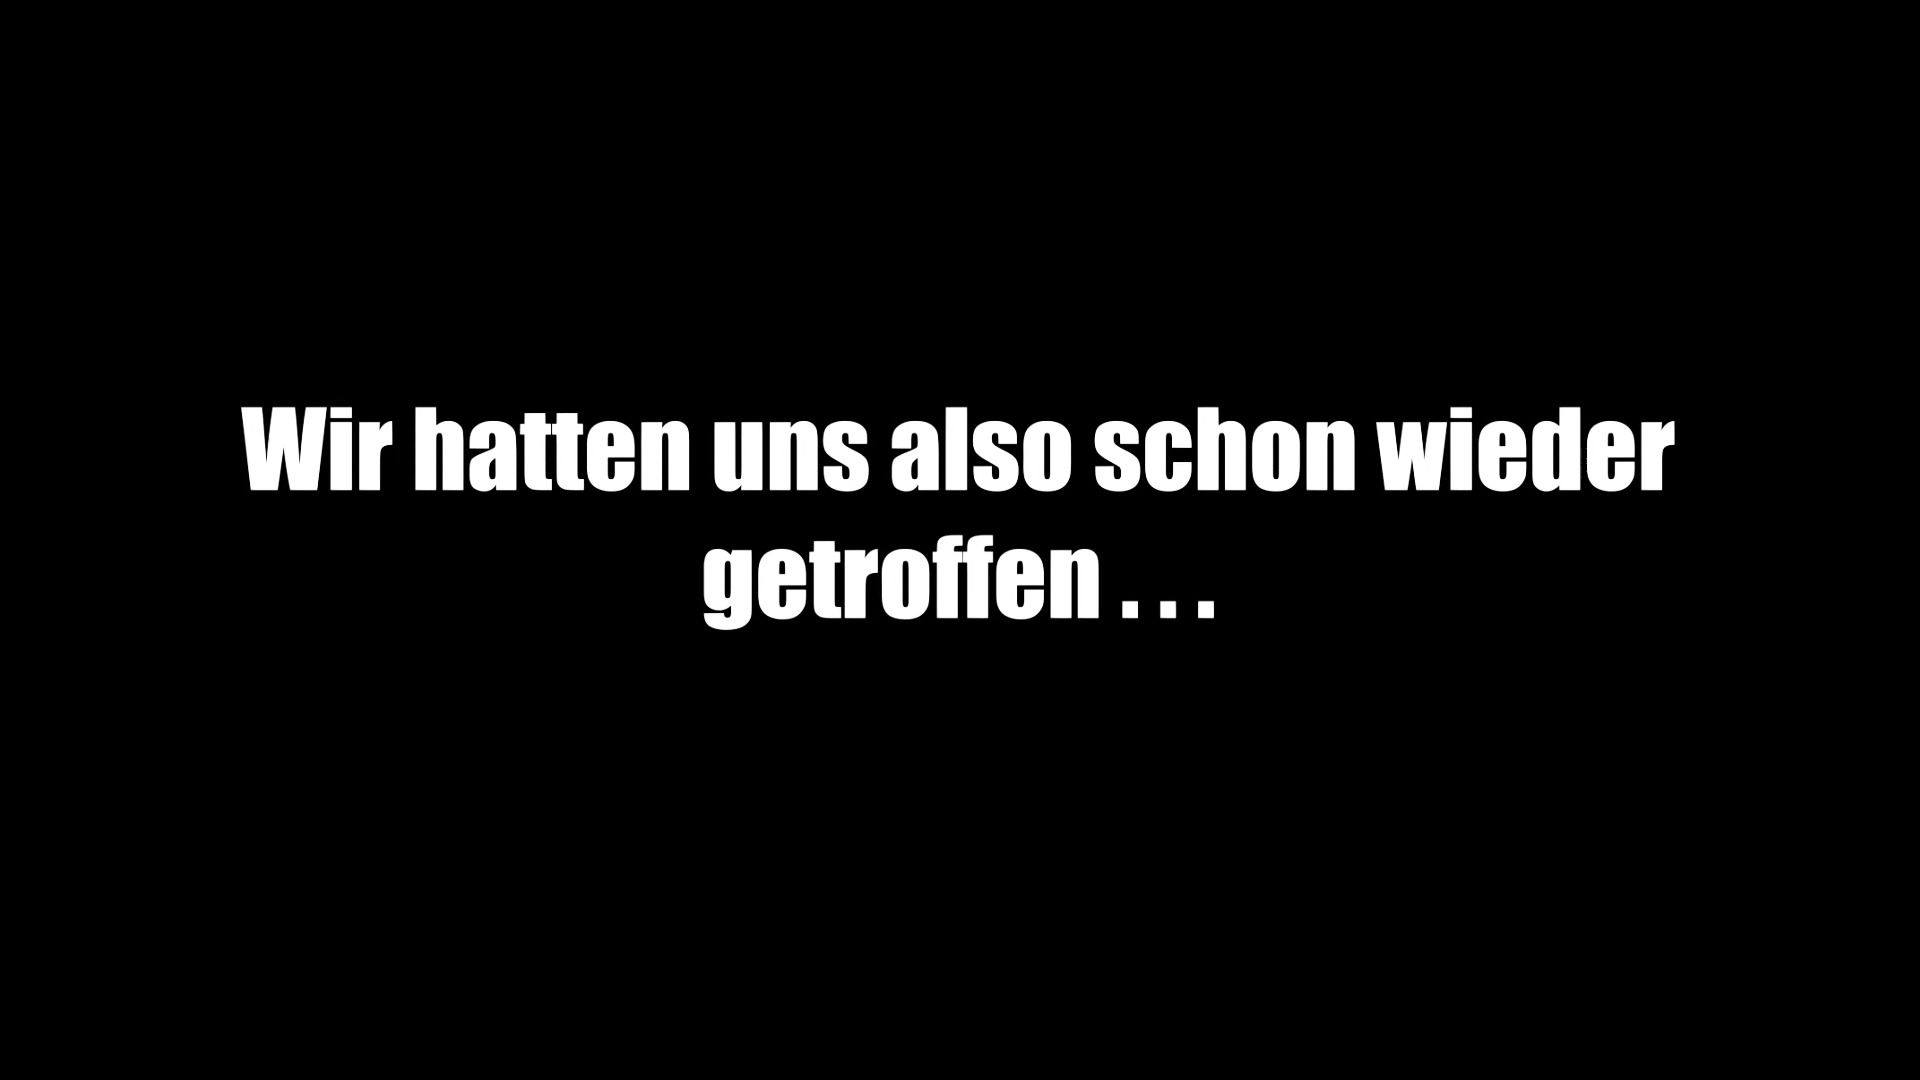 Wir hatten uns also schon wieder
getroffen . . .